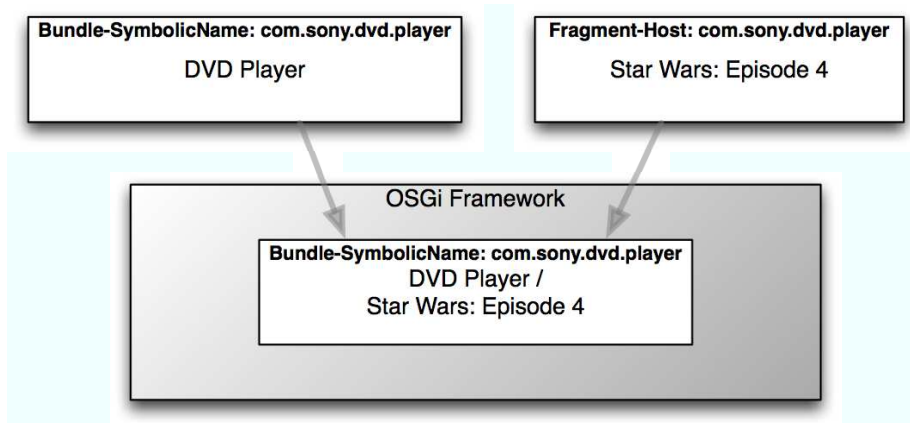 Bundle-SymbolicName: com.sony.dvd.player
DVD Player
Fragment-Host: com.sony.dvd.player
Star Wars: Episode 4
OSGi Framework
Bundle-SymbolicName: com.sony.dvd.player
DVD Player /
Star Wars: Episode 4